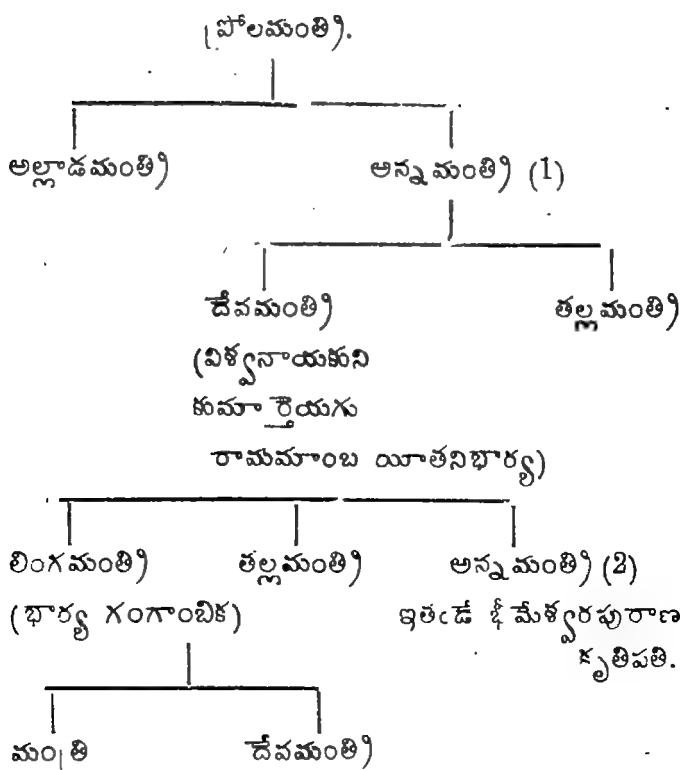 ప్రోలమంత్రి.
అల్లాడమంత్రి అన్నమంత్రి (1)
దేవమంత్రి తల్లమంత్రి
(విశ్వనాయకుని
కుమార్తెయగు
రామమాంబ యీతనిభార్య)
లింగమంత్రి తల్లమంత్రి అన్నమంత్రి (2)
(భార్య గంగాంబిక) ఇతఁడే భీమేశ్వరపురాణ
కృతిపతి.
మంత్రి దేవమంత్రి